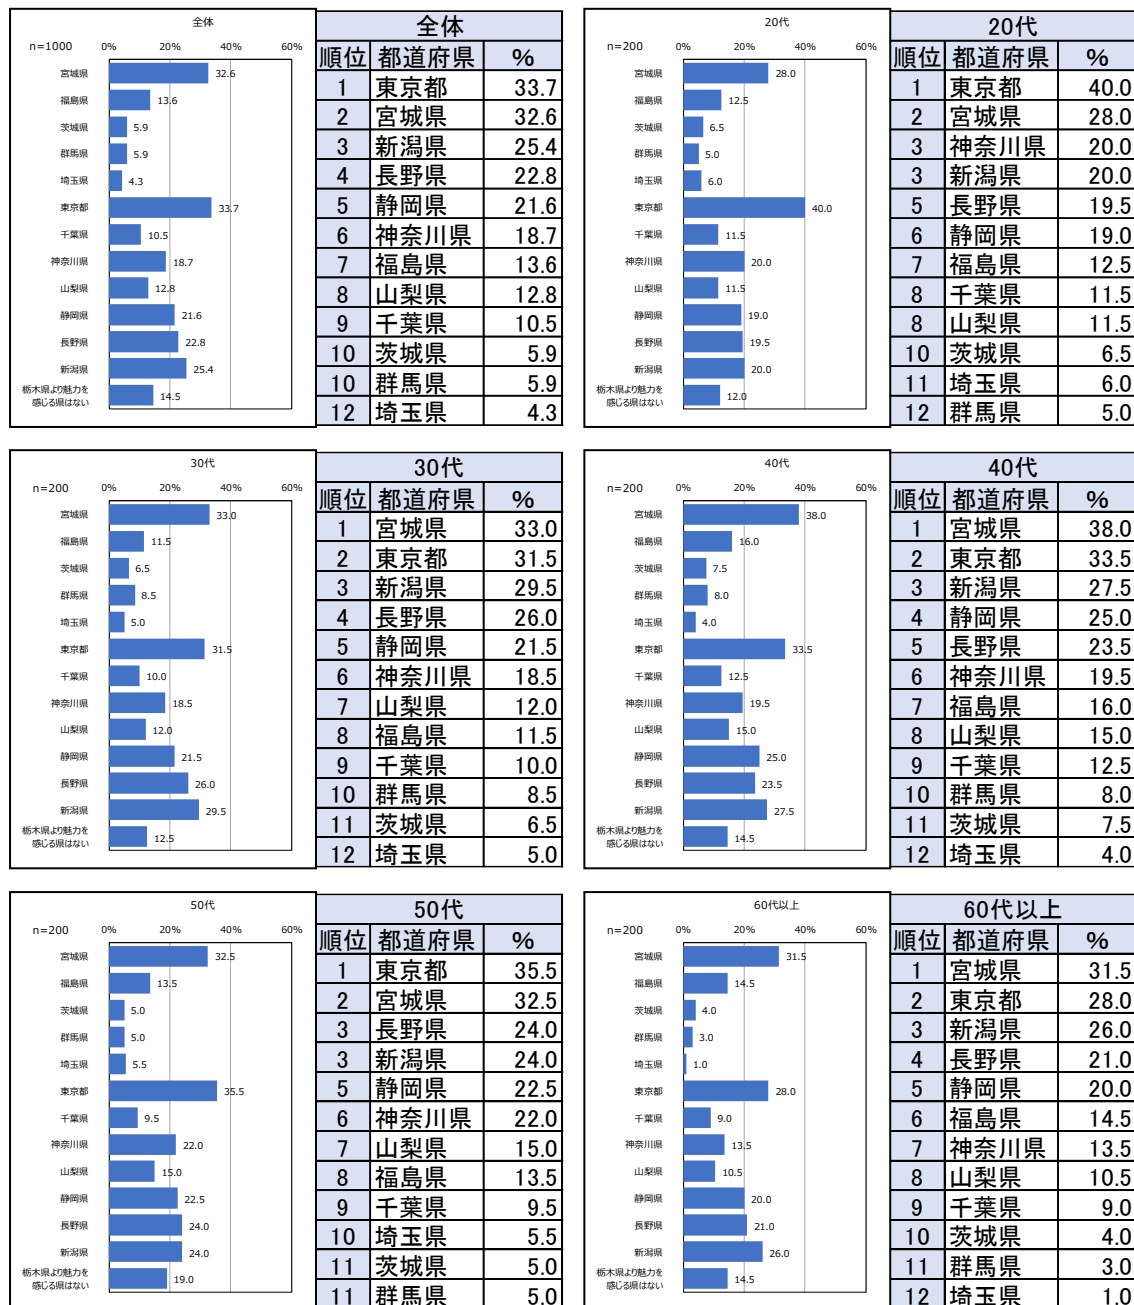 全体
n=1000 0% 20% 40% 60%
宮城県 32.6
福島県 13.6
茨城県 5.9
群馬県 5.9
埼玉県 4.3
東京都 33.7
千葉県 10.5
神奈川県 18.7
山梨県 12.8
静岡県 21.6
長野県 22.8
新潟県 25.4
栃木県より魅力を
感じる県はない 14.5
全体
順位 都道府県 %
1 東京都 33.7
2 宮城県 32.6
3 新潟県 25.4
4 長野県 22.8
5 静岡県 21.6
6 神奈川県 18.7
7 福島県 13.6
8 山梨県 12.8
9 千葉県 10.5
10 茨城県 5.9
10 群馬県 5.9
12 埼玉県 4.3
20代
n=200 0% 20% 40% 60%
宮城県 28.0
福島県 12.5
茨城県 6.5
群馬県 5.0
埼玉県 6.0
東京都 40.0
千葉県 11.5
神奈川県 20.0
山梨県 11.5
静岡県 19.0
長野県 19.5
新潟県 20.0
栃木県より魅力を
感じる県はない 12.0
20代
順位 都道府県 %
1 東京都 40.0
2 宮城県 28.0
3 神奈川県 20.0
3 新潟県 20.0
5 長野県 19.5
6 静岡県 19.0
7 福島県 12.5
8 千葉県 11.5
8 山梨県 11.5
10 茨城県 6.5
11 埼玉県 6.0
12 群馬県 5.0
30代
n=200 0% 20% 40% 60%
宮城県 33.0
福島県 11.5
茨城県 6.5
群馬県 8.5
埼玉県 5.0
東京都 31.5
千葉県 10.0
神奈川県 18.5
山梨県 12.0
静岡県 21.5
長野県 26.0
新潟県 29.5
栃木県より魅力を
感じる県はない 12.5
30代
順位 都道府県 %
1 宮城県 33.0
2 東京都 31.5
3 新潟県 29.5
4 長野県 26.0
5 静岡県 21.5
6 神奈川県 18.5
7 山梨県 12.0
8 福島県 11.5
9 千葉県 10.0
10 群馬県 8.5
11 茨城県 6.5
12 埼玉県 5.0
40代
n=200 0% 20% 40% 60%
宮城県 38.0
福島県 16.0
茨城県 7.5
群馬県 8.0
埼玉県 4.0
東京都 33.5
千葉県 12.5
神奈川県 19.5
山梨県 15.0
静岡県 25.0
長野県 23.5
新潟県 27.5
栃木県より魅力を
感じる県はない 14.5
40代
順位 都道府県 %
1 宮城県 38.0
2 東京都 33.5
3 新潟県 27.5
4 静岡県 25.0
5 長野県 23.5
6 神奈川県 19.5
7 福島県 16.0
8 山梨県 15.0
9 千葉県 12.5
10 群馬県 8.0
11 茨城県 7.5
12 埼玉県 4.0
50代
n=200 0% 20% 40% 60%
宮城県 32.5
福島県 13.5
茨城県 5.0
群馬県 5.0
埼玉県 5.5
東京都 35.5
千葉県 9.5
神奈川県 22.0
山梨県 15.0
静岡県 22.5
長野県 24.0
新潟県 24.0
栃木県より魅力を
感じる県はない 19.0
50代
順位 都道府県 %
1 東京都 35.5
2 宮城県 32.5
3 長野県 24.0
3 新潟県 24.0
5 静岡県 22.5
6 神奈川県 22.0
7 山梨県 15.0
8 福島県 13.5
9 千葉県 9.5
10 埼玉県 5.5
11 茨城県 5.0
11 群馬県 5.0
60代以上
n=200 0% 20% 40% 60%
宮城県 31.5
福島県 14.5
茨城県 4.0
群馬県 3.0
埼玉県 1.0
東京都 28.0
千葉県 9.0
神奈川県 13.5
山梨県 10.5
静岡県 20.0
長野県 21.0
新潟県 26.0
栃木県より魅力を
感じる県はない 14.5
60代以上
順位 都道府県 %
1 宮城県 31.5
2 東京都 28.0
3 新潟県 26.0
4 長野県 21.0
5 静岡県 20.0
6 福島県 14.5
7 神奈川県 13.5
8 山梨県 10.5
9 千葉県 9.0
10 茨城県 4.0
11 群馬県 3.0
12 埼玉県 1.0